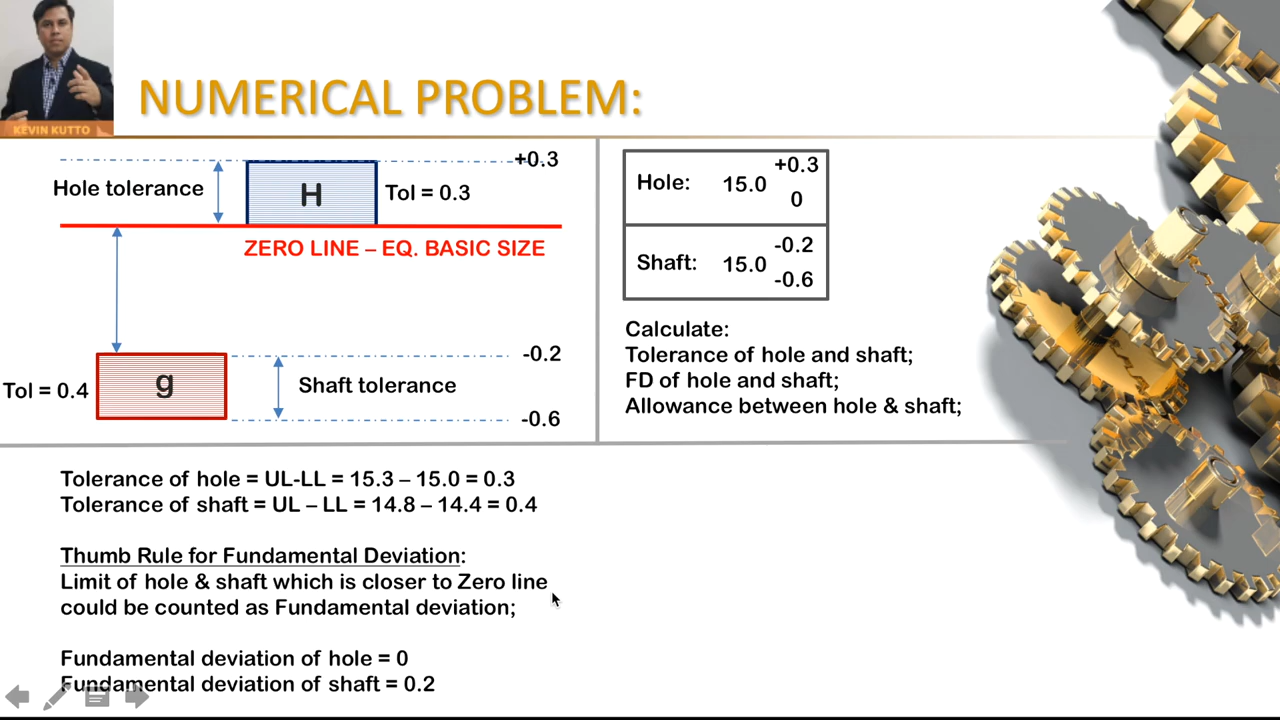 KEVIN KUTTO
NUMERICAL PROBLEM:
+0.3
Hole tolerance
H
Tol = 0.3
ZERO LINE – EQ. BASIC SIZE
-0.2
g
Tol = 0.4
Shaft tolerance
-0.6
Hole: 15.0 +0.3
0
Shaft: 15.0 -0.2
-0.6
Calculate:
Tolerance of hole and shaft;
FD of hole and shaft;
Allowance between hole & shaft;
Tolerance of hole = UL-LL = 15.3 – 15.0 = 0.3
Tolerance of shaft = UL – LL = 14.8 – 14.4 = 0.4
Thumb Rule for Fundamental Deviation:
Limit of hole & shaft which is closer to Zero line
could be counted as Fundamental deviation;
Fundamental deviation of hole = 0
Fundamental deviation of shaft = 0.2